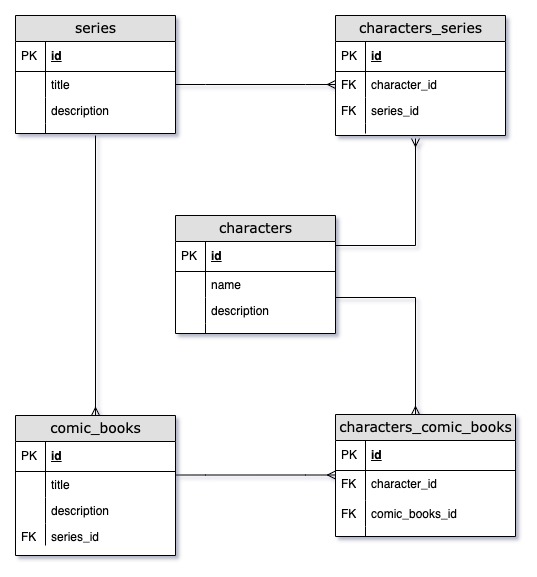 series
PK id
title
description
characters_series
PK id
FK character_id
FK series_id
characters
PK id
name
description
comic_books
PK id
title
description
FK series_id
characters_comic_books
PK id
FK character_id
FK comic_books_id